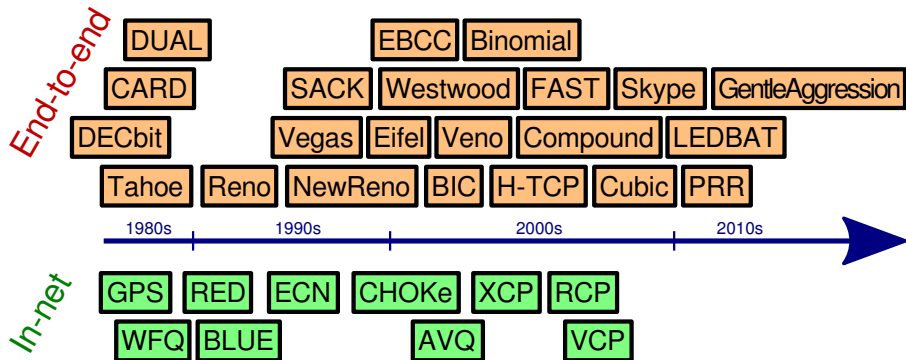 End-to-end
DUAL EBCC Binomial
CARD SACK Westwood FAST Skype GentleAggression
DECbit Vegas Eifel Veno Compound LEDBAT
Tahoe Reno NewReno BIC H-TCP Cubic PRR
1980s 1990s 2000s 2010s
In-net
GPS RED ECN CHOKe XCP RCP
WFQ BLUE AVQ VCP